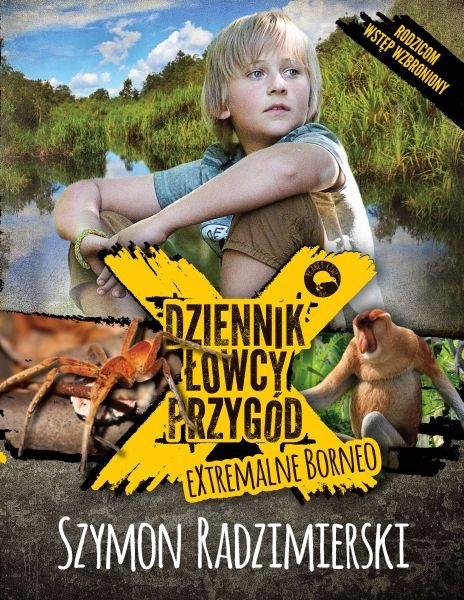 RODZICOM
WSTĘP WZBRONIONY
DZIENNIK
ŁOWCY
PRZYGÓD
EXTREMALNE BORNEO
SZYMON RADZIMIERSKI